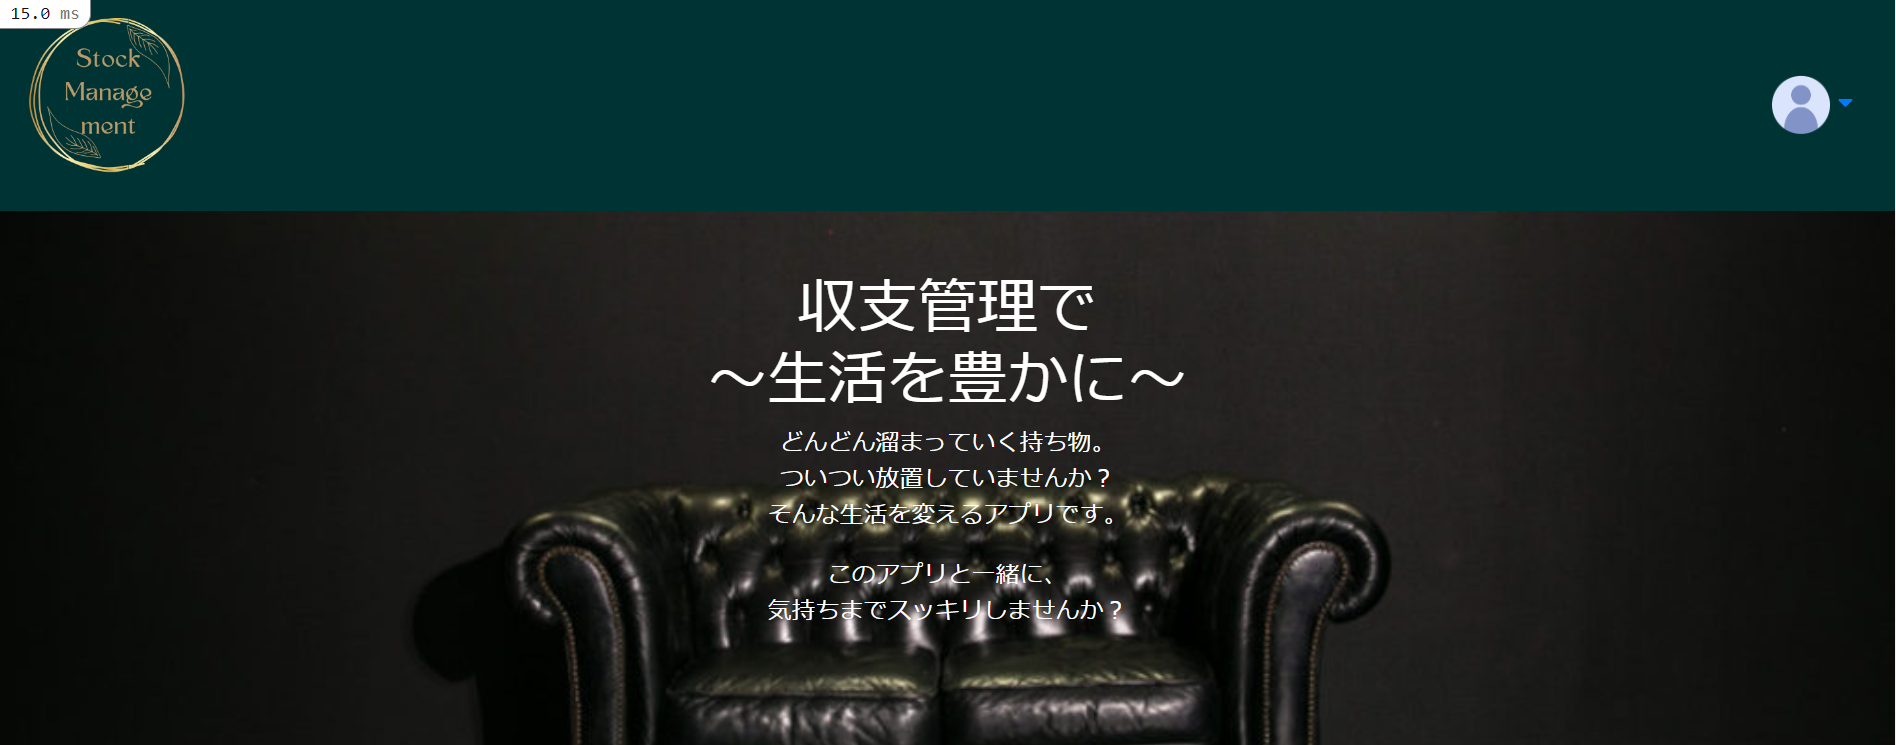 15.0 ms
Stock
Manage
ment
収支管理で
～生活を豊かに～
どんどん溜まっていく持ち物。
ついつい放置していませんか？
そんな生活を変えるアプリです。
このアプリと一緒に、
気持ちまでスッキリしませんか？